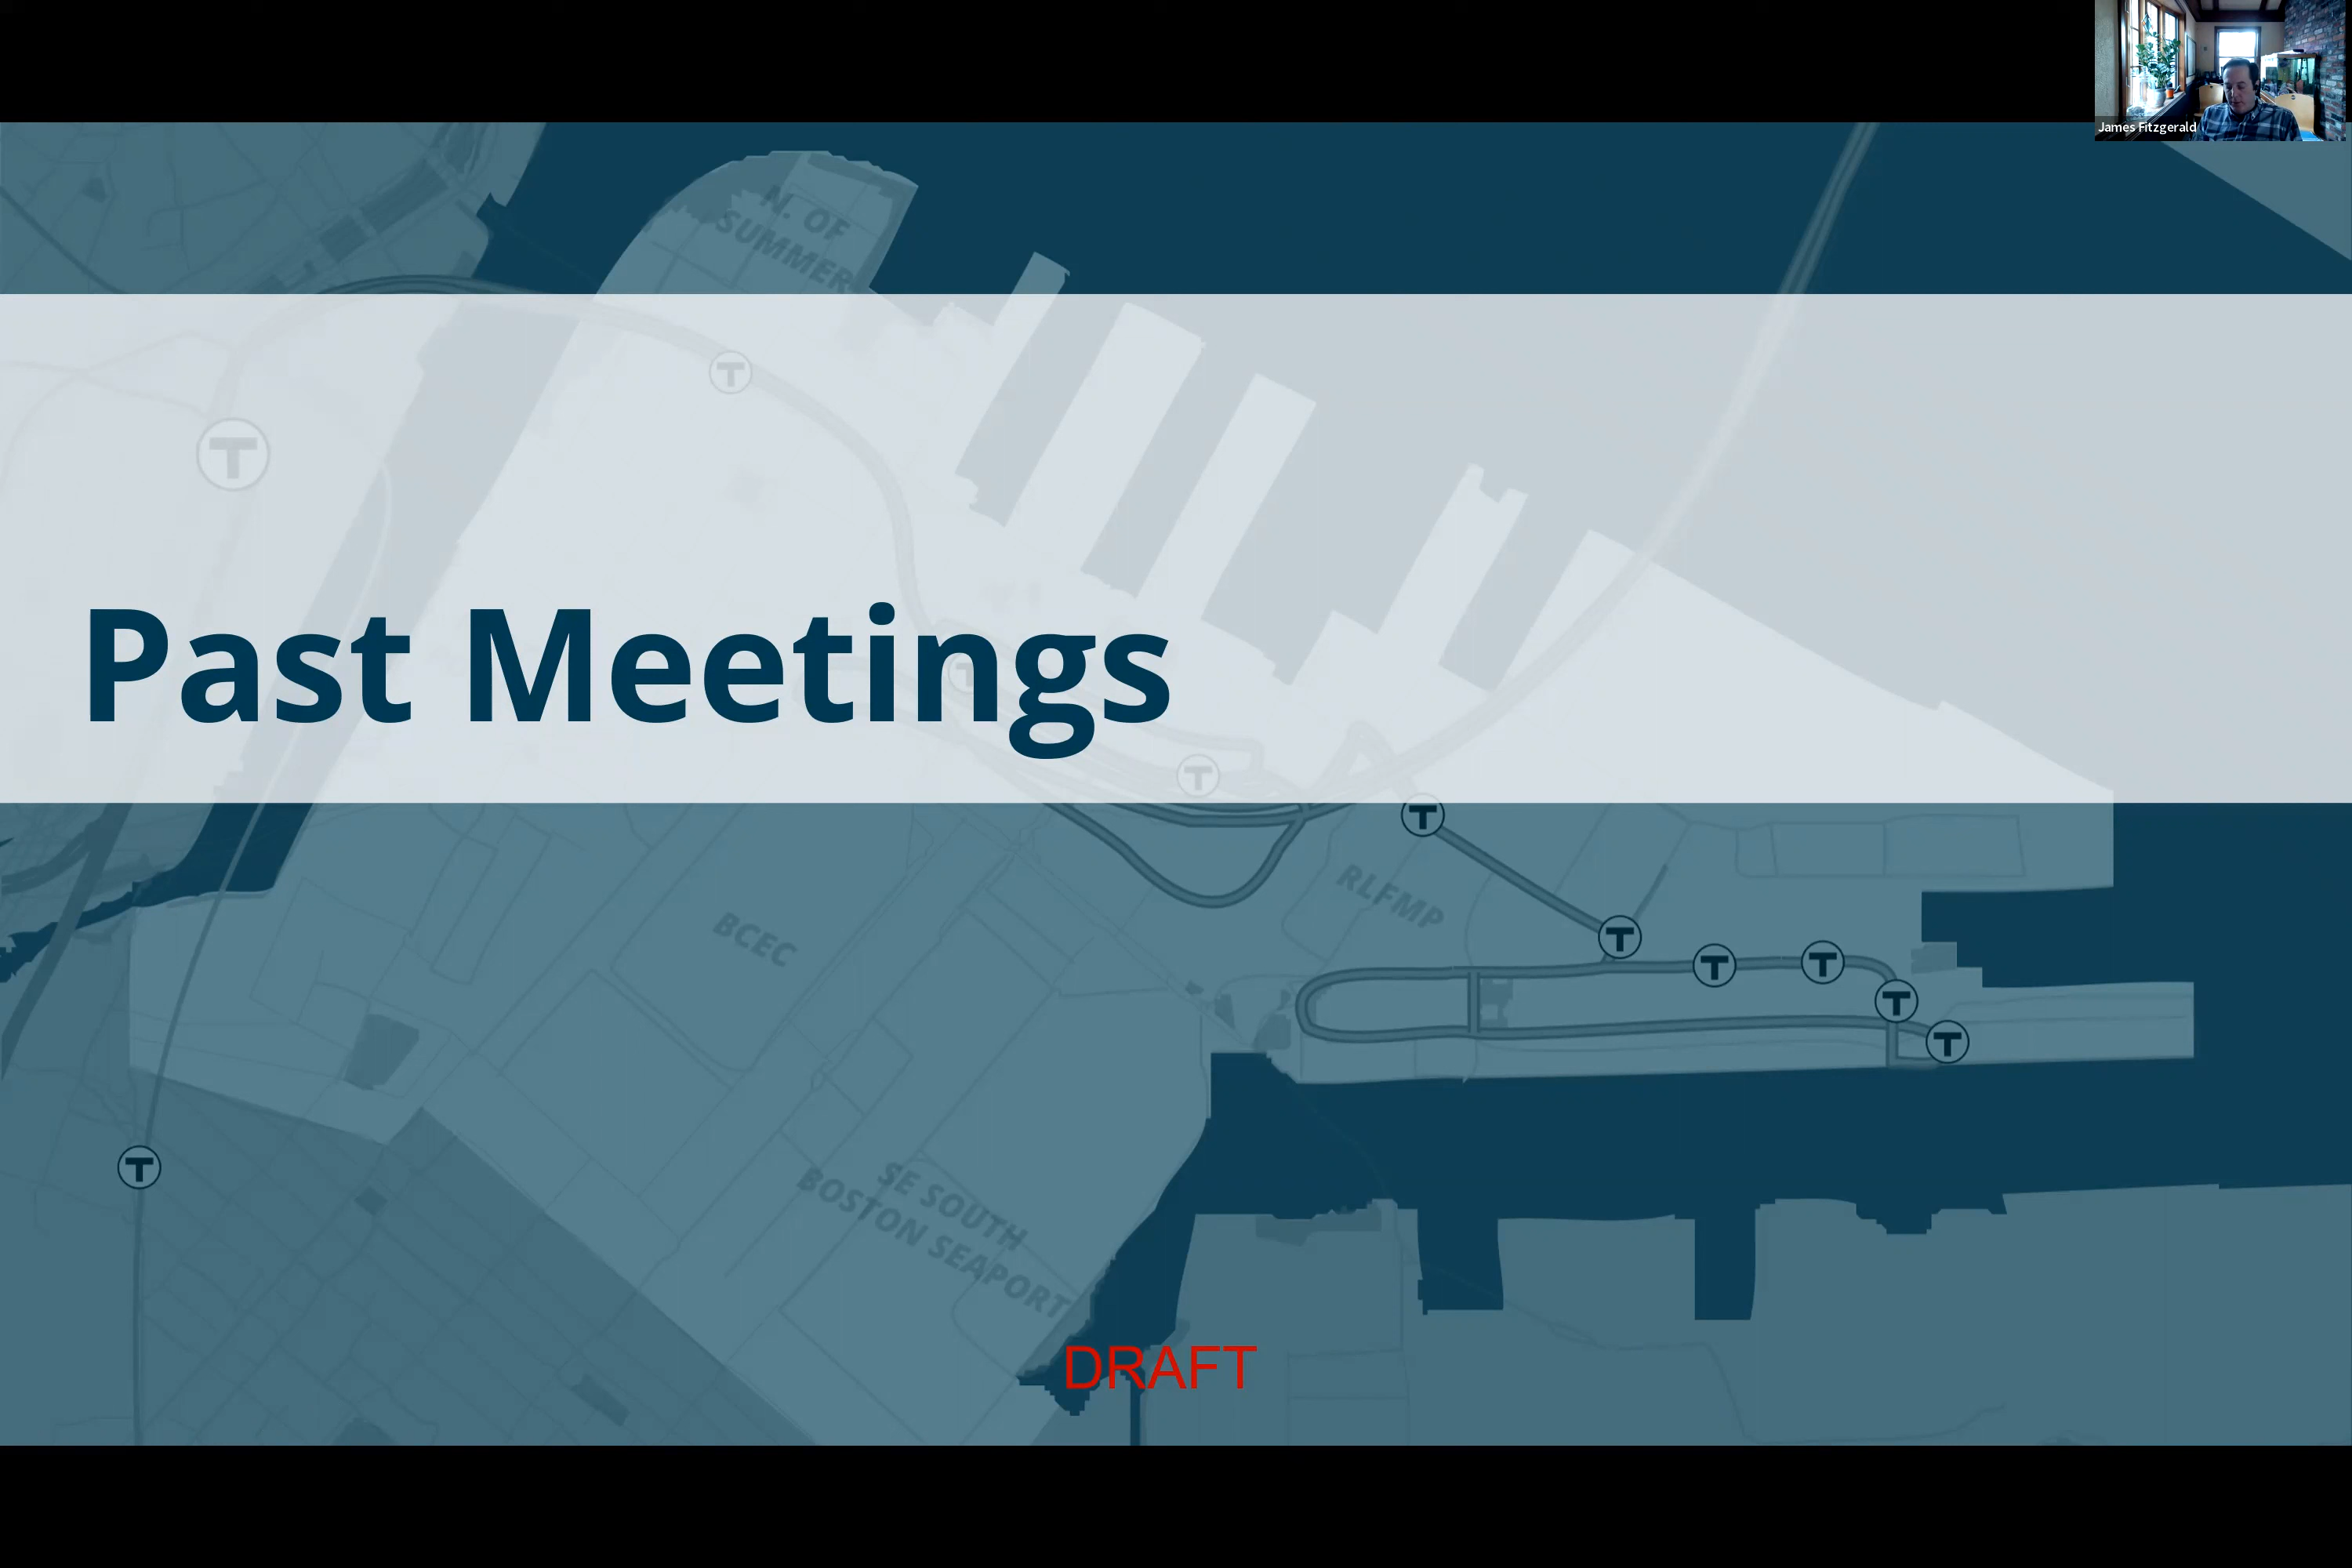 James Fitzgerald
N. OF
SUMMER
T
T
Past Meetings
T
T
T
RLFMP
T
BCEC
T
T
T
T
T
SE SOUTH
BOSTON SEAPORT
DRAFT